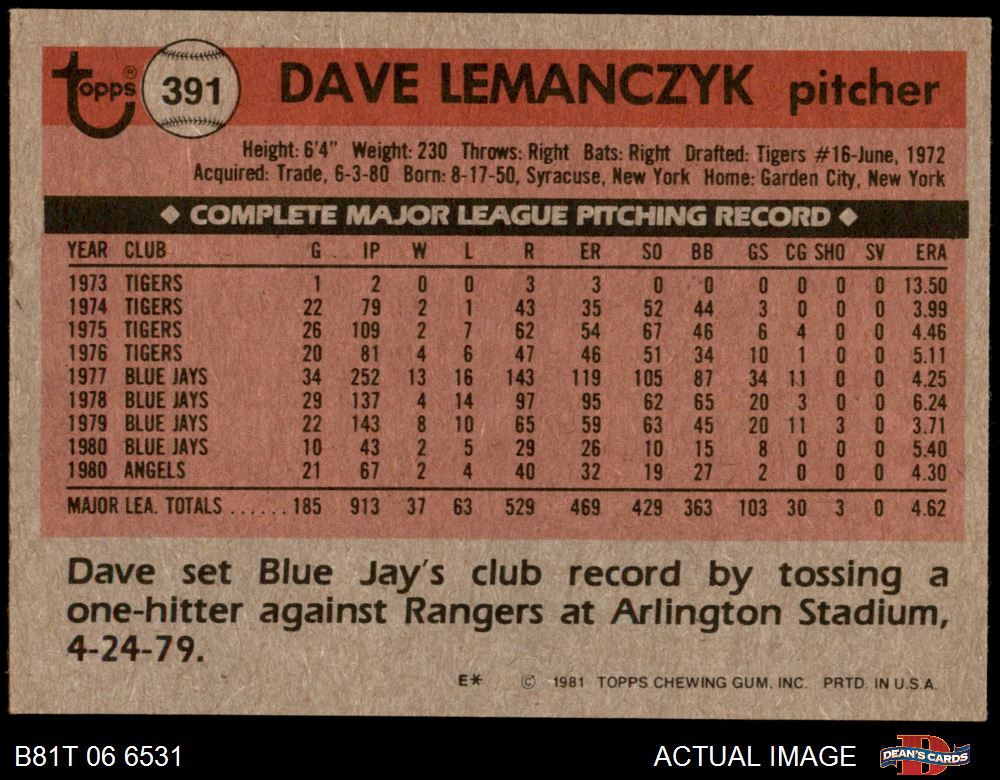 topps® 391 DAVE LEMANCZYK pitcher
Height: 6'4" Weight: 230 Throws: Right Bats: Right Drafted: Tigers #16-June, 1972
Acquired: Trade, 6-3-80 Born: 8-17-50, Syracuse, New York Home: Garden City, New York
◆ COMPLETE MAJOR LEAGUE PITCHING RECORD ◆
YEAR CLUB G IP W L R ER SO BB GS CG SHO SV ERA
1973 TIGERS 1 2 0 0 3 3 0 0 0 0 0 0 13.50
1974 TIGERS 22 79 2 1 43 35 52 44 3 0 0 0 3.99
1975 TIGERS 26 109 2 7 62 54 67 46 6 4 0 0 4.46
1976 TIGERS 20 81 4 6 47 46 51 34 10 1 0 0 5.11
1977 BLUE JAYS 34 252 13 16 143 119 105 87 34 11 0 0 4.25
1978 BLUE JAYS 29 137 4 14 97 95 62 65 20 3 0 0 6.24
1979 BLUE JAYS 22 143 8 10 65 59 63 45 20 11 3 0 3.71
1980 BLUE JAYS 10 43 2 5 29 26 10 15 8 0 0 0 5.40
1980 ANGELS 21 67 2 4 40 32 19 27 2 0 0 0 4.30
MAJOR LEA. TOTALS ......185 913 37 63 529 469 429 363 103 30 3 0 4.62
Dave set Blue Jay's club record by tossing a
one-hitter against Rangers at Arlington Stadium,
4-24-79.
E* © 1981 TOPPS CHEWING GUM, INC. PRTD. IN U.S.A.
B81T 06 6531 ACTUAL IMAGE DEAN'S CARDS